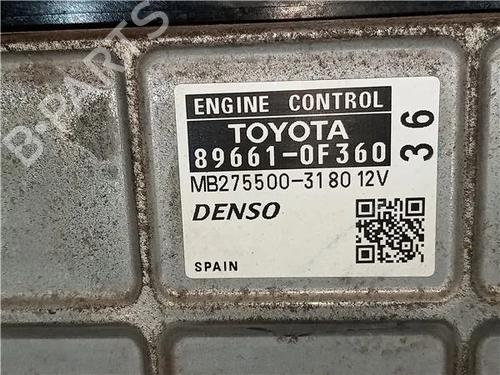 B-PARTS
ENGINE CONTROL
TOYOTA
89661-0F360
36
MB275500-3180 12V
DENSO
SPAIN